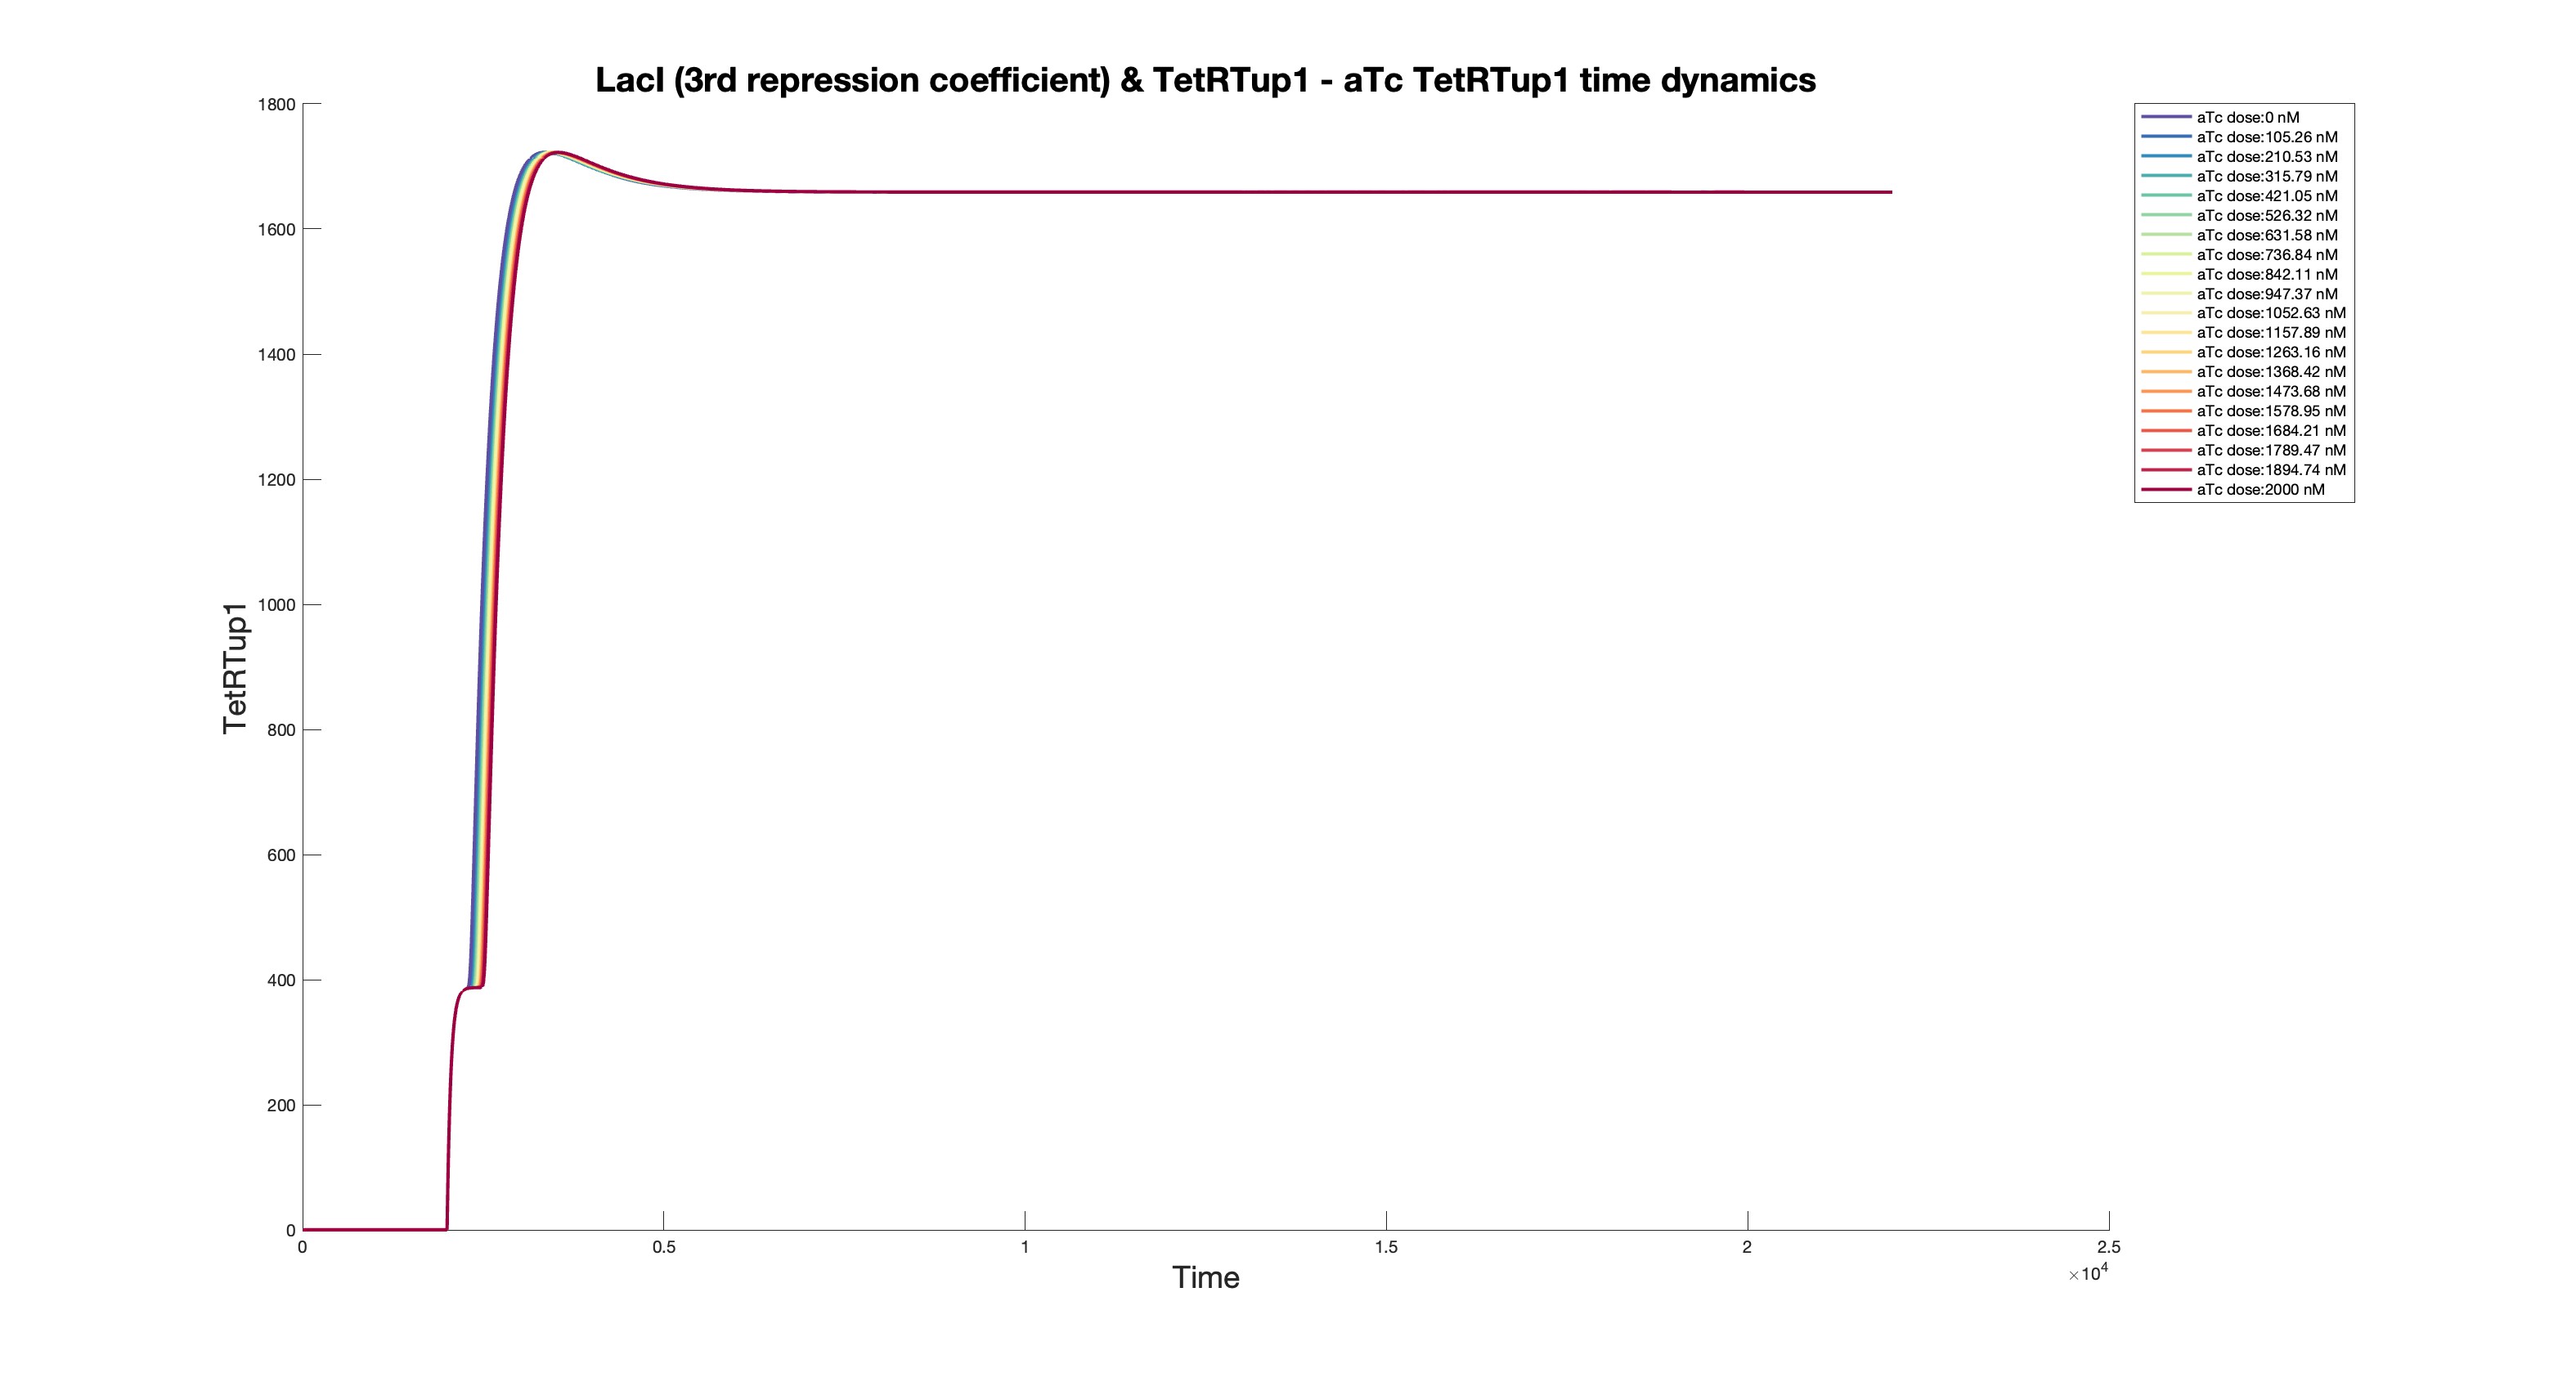 LacI (3rd repression coefficient) & TetRTup1 - aTc TetRTup1 time dynamics
1800
1600
1400
1200
1000
800
600
400
200
0
TetRTup1
0 0.5 1 1.5 2 2.5
×10^4
Time
aTc dose:0 nM
aTc dose:105.26 nM
aTc dose:210.53 nM
aTc dose:315.79 nM
aTc dose:421.05 nM
aTc dose:526.32 nM
aTc dose:631.58 nM
aTc dose:736.84 nM
aTc dose:842.11 nM
aTc dose:947.37 nM
aTc dose:1052.63 nM
aTc dose:1157.89 nM
aTc dose:1263.16 nM
aTc dose:1368.42 nM
aTc dose:1473.68 nM
aTc dose:1578.95 nM
aTc dose:1684.21 nM
aTc dose:1789.47 nM
aTc dose:1894.74 nM
aTc dose:2000 nM